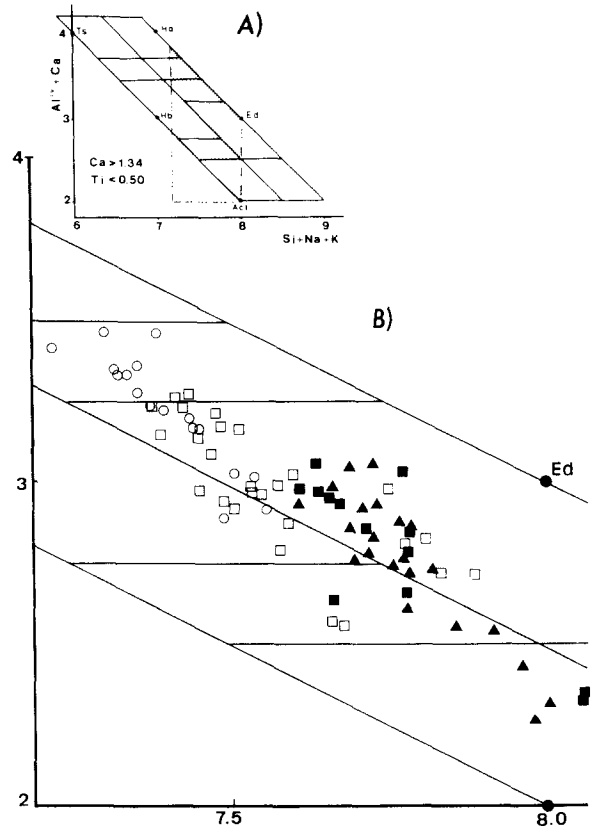 A)
4
Ts
Ha
Al^IV + Ca
3
Hb
Ed
Ca > 1.34
Ti < 0.50
2
Act
6
7
8
9
Si + Na + K
4
B)
3
Ed
2
7.5
8.0